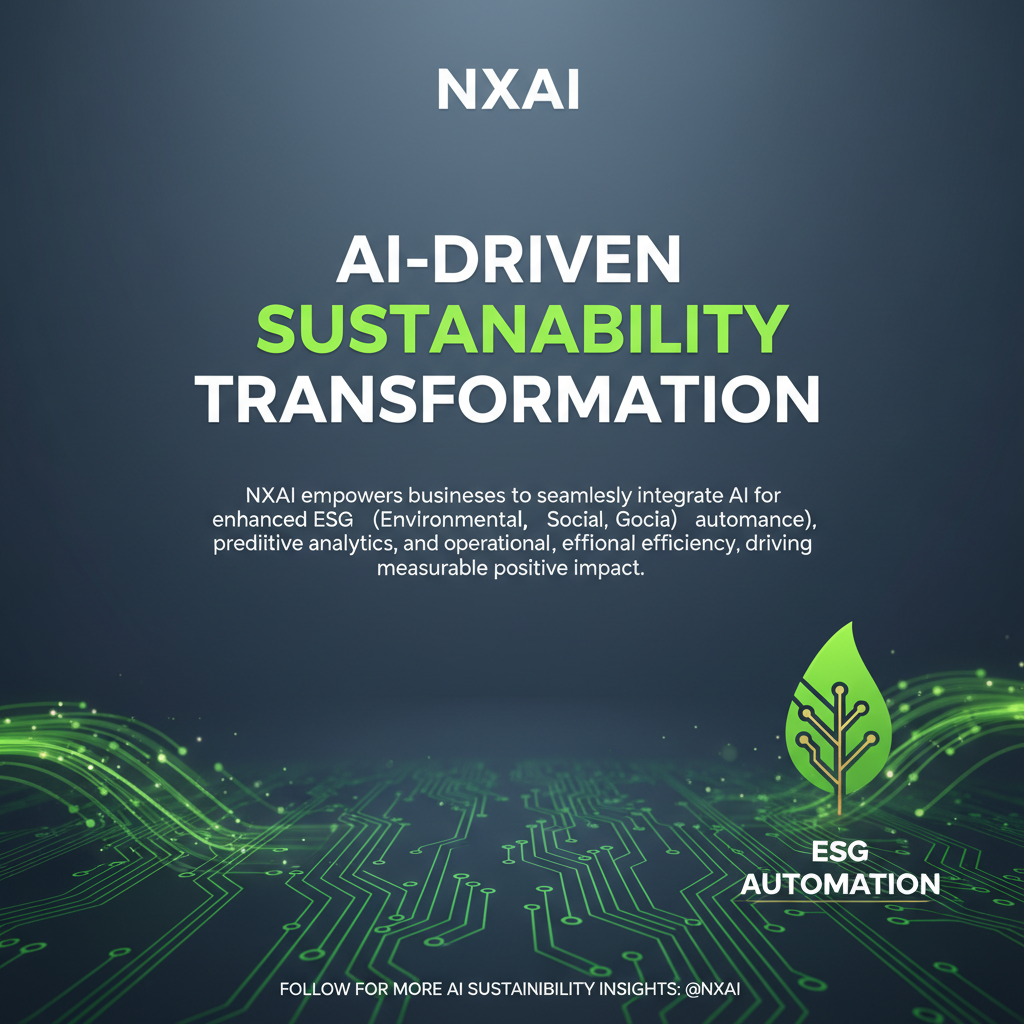 NXAI
AI-DRIVEN
SUSTANABILITY
TRANSFORMATION
NXAI empowers busineses to seamlesly integrate AI for
enhanced ESG (Environmental, Social, Gocia) automance),
prediitive analytics, and operational, effional efficiency, driving
measurable positive impact.
ESG
AUTOMATION
FOLLOW FOR MORE AI SUSTAINIBILITY INSIGHTS: @NXAI